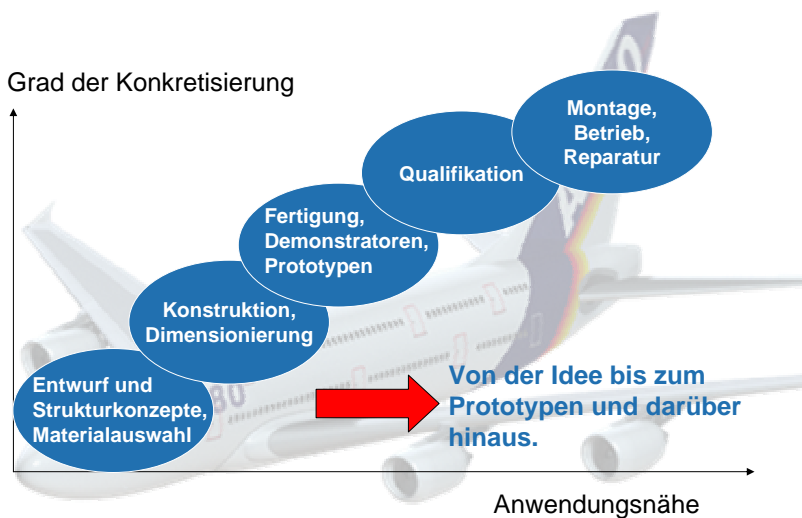 Grad der Konkretisierung
Montage,
Betrieb,
Reparatur
Qualifikation
Fertigung,
Demonstratoren,
Prototypen
Konstruktion,
Dimensionierung
Entwurf und
Strukturkonzepte,
Materialauswahl
80
Von der Idee bis zum
Prototypen und darüber
hinaus.
Anwendungsnähe